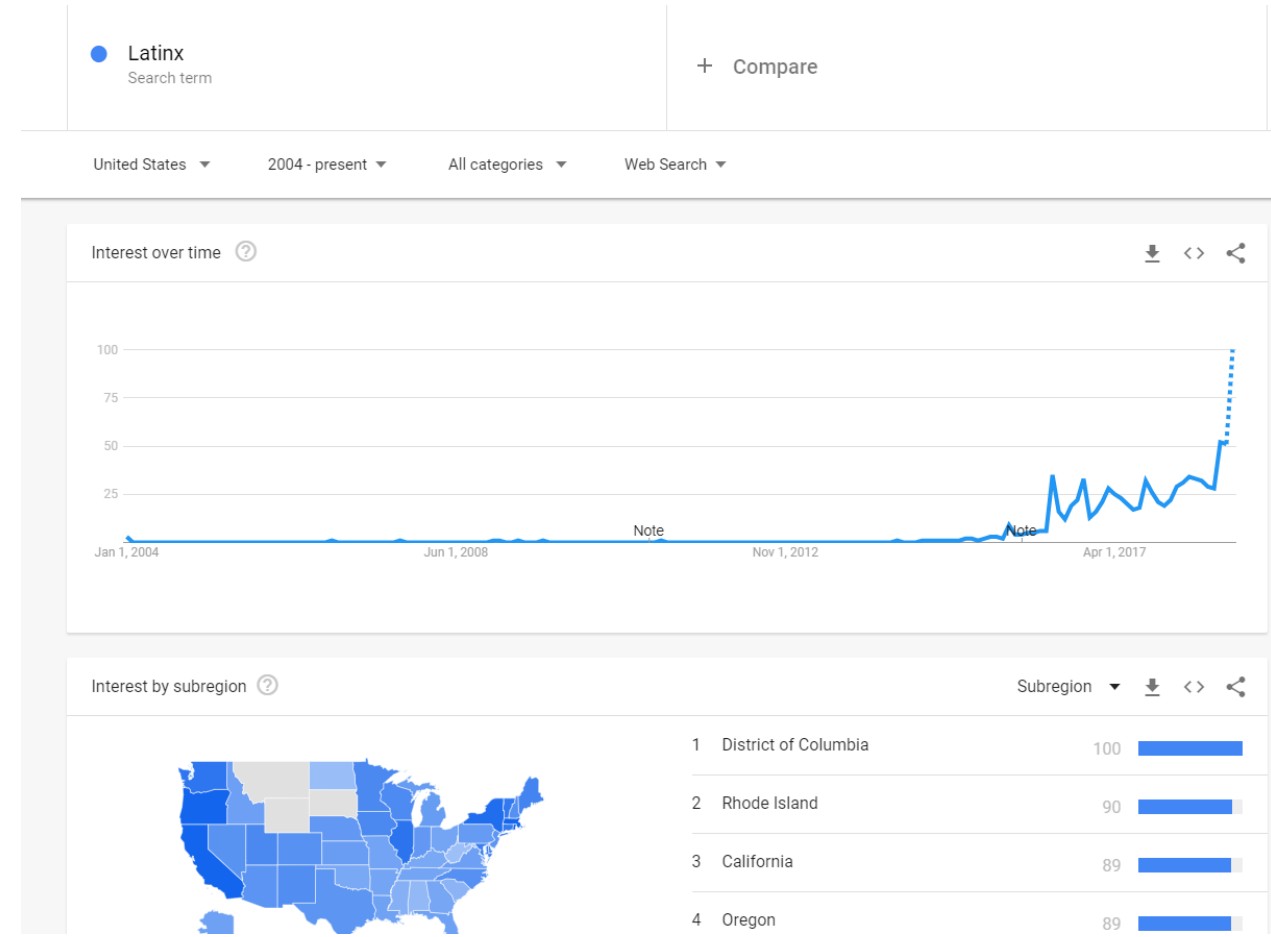 Latinx
Search term
+ Compare
United States
2004 - present
All categories
Web Search
Interest over time ?
100
75
50
25
Note
Note
Jan 1, 2004
Jun 1, 2008
Nov 1, 2012
Apr 1, 2017
Interest by subregion ?
Subregion
1 District of Columbia 100
2 Rhode Island 90
3 California 89
4 Oregon 89